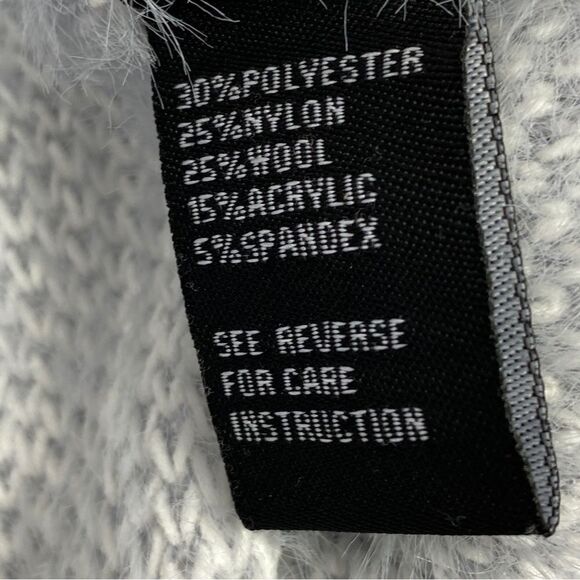 30%POLYESTER
25%NYLON
25%WOOL
15%ACRYLIC
5%SPANDEX
SEE REVERSE
FOR CARE
INSTRUCTION